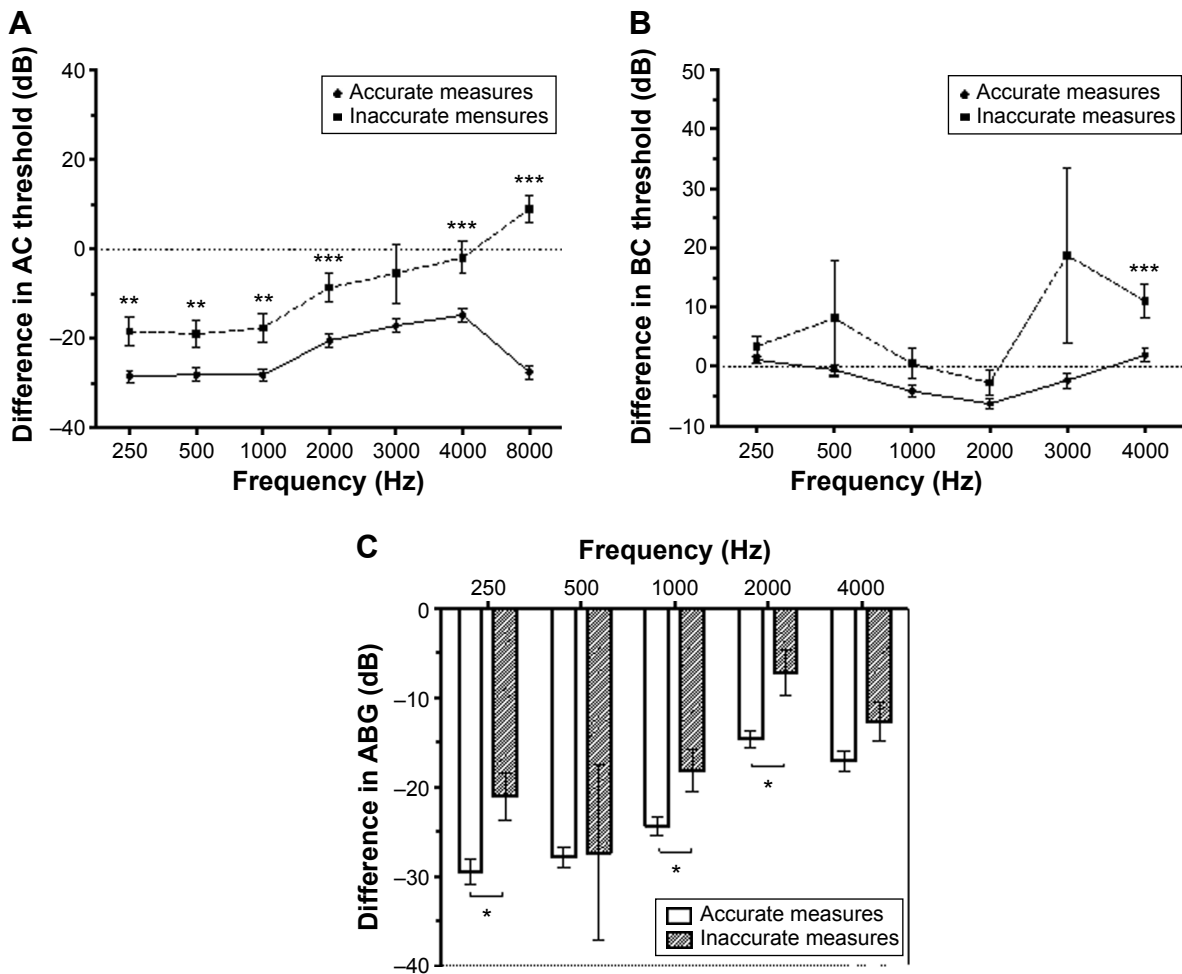 A
Difference in AC threshold (dB)
40
20
0
–20
–40
Accurate measures
Inaccurate mensures
** ** ** *** *** ***
250 500 1000 2000 3000 4000 8000
Frequency (Hz)
B
Difference in BC threshold (dB)
50
40
30
20
10
0
–10
Accurate measures
Inaccurate measures
***
250 500 1000 2000 3000 4000
Frequency (Hz)
C
Frequency (Hz)
250 500 1000 2000 4000
Difference in ABG (dB)
0
–10
–20
–30
–40
* * *
Accurate measures
Inaccurate measures